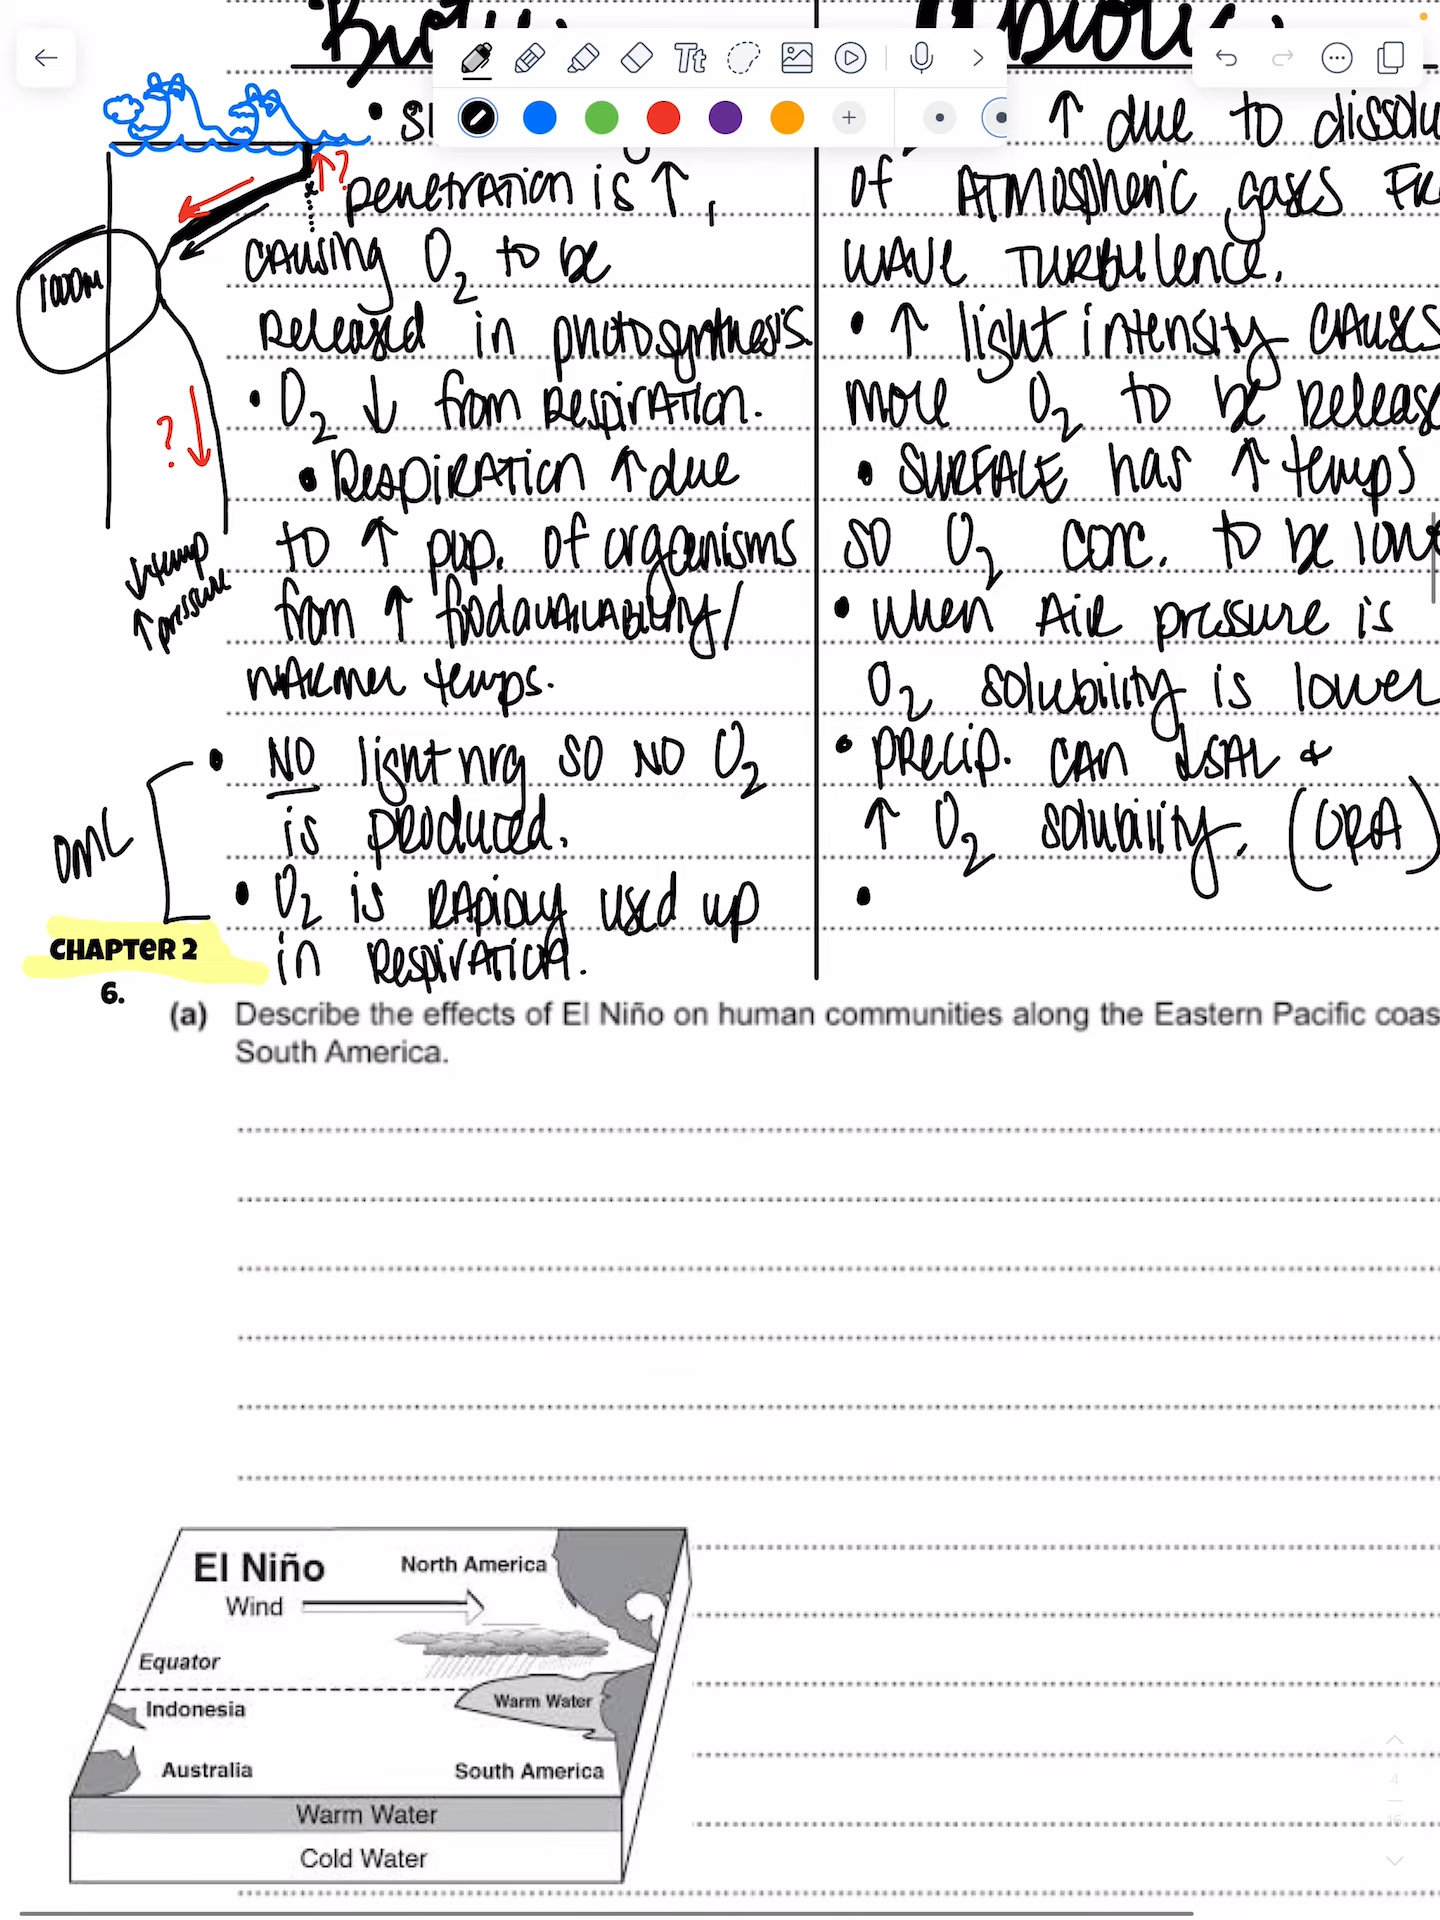 Biotic
Abiotic
Tt
penetration is ↑,
causing O2 to be
released in photosynthesis.
• O2 ↓ from respiration.
• Respiration ↑ due
to ↑ pop. of organisms
from ↑ food availability/
warmer temps.
• NO light nrg so no O2
is produced.
• O2 is rapidly used up
in respiration.
↑ due to dissolu
of atmospheric gases fr
wave turbulence.
• ↑ light intensity causes
more O2 to be release
• Surface has ↑ temps
so O2 conc. to be low
• when air pressure is
O2 solubility is lower
• precip. can ↓ SAL &
↑ O2 solubility. (ORA)
•
↑?
1000m
? ↓
↓ temp
↑ pressure
OML
CHAPTER 2
6.
(a) Describe the effects of El Niño on human communities along the Eastern Pacific coas
South America.
El Niño
North America
Wind
Equator
Indonesia
Warm Water
Australia
South America
Warm Water
Cold Water
4
16